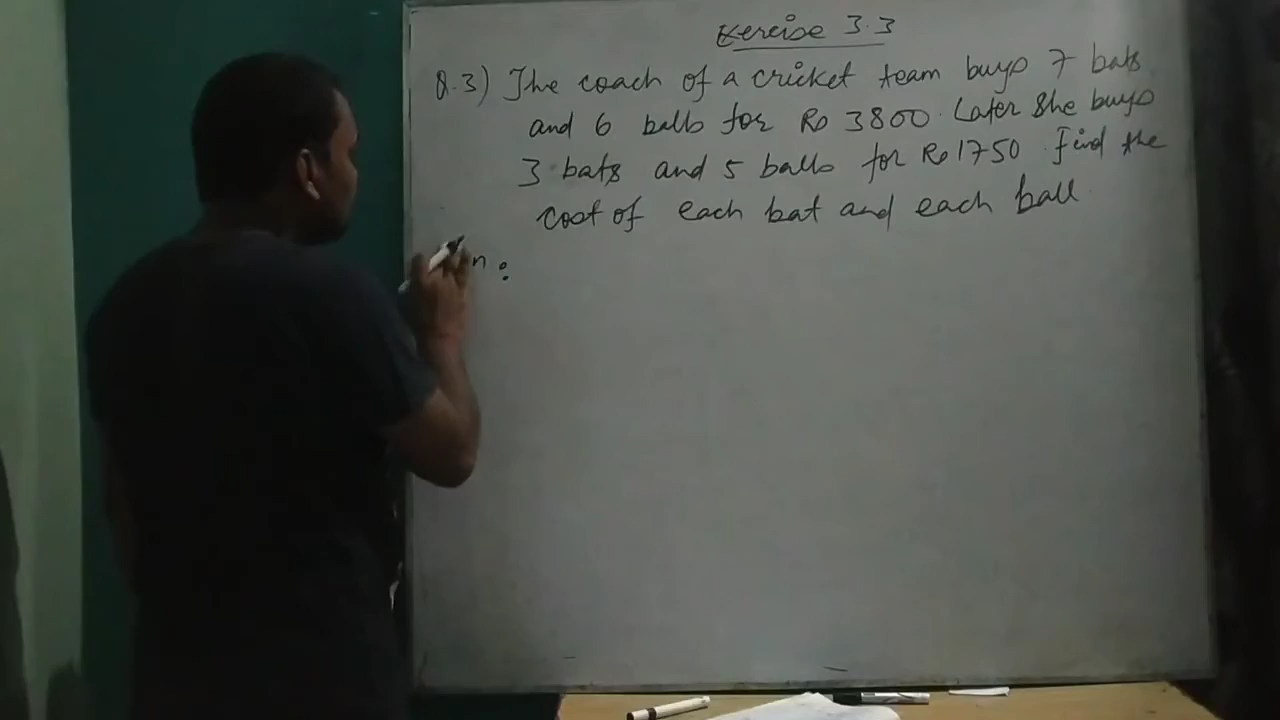 Exercise 3.3
Q.3) The coach of a cricket team buys 7 bats
and 6 balls for Rs 3800. Later she buys
3 bats and 5 balls for Rs 1750. Find the
cost of each bat and each ball
n :